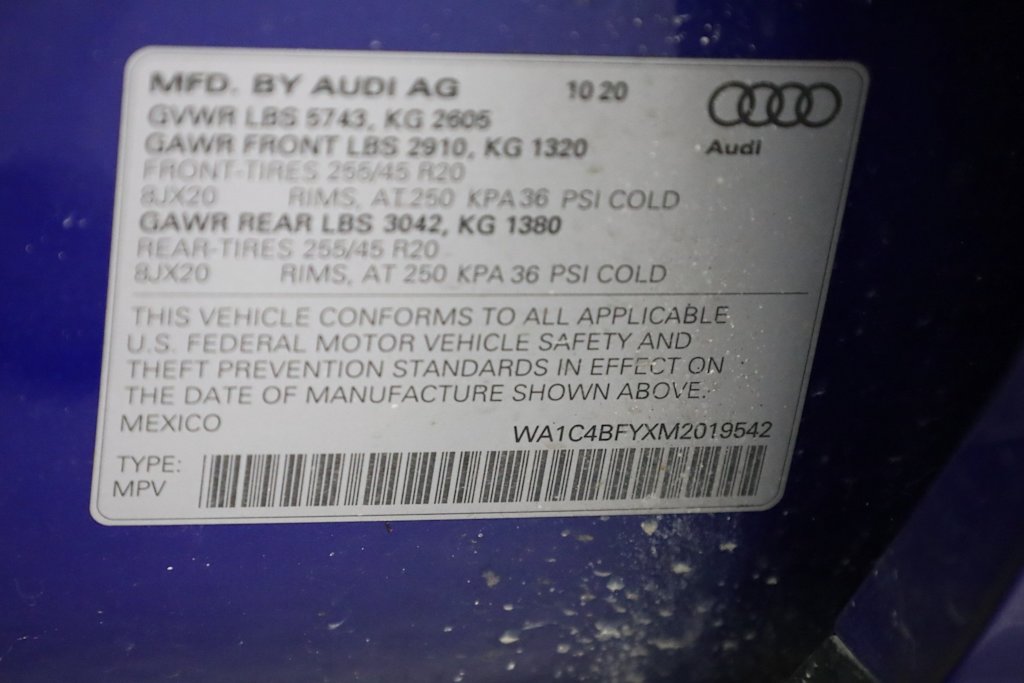 MFD. BY AUDI AG 10 20
GVWR LBS 5743, KG 2605
GAWR FRONT LBS 2910, KG 1320
Audi
FRONT-TIRES 255/45 R20
8JX20 RIMS, AT 250 KPA 36 PSI COLD
GAWR REAR LBS 3042, KG 1380
REAR-TIRES 255/45 R20
8JX20 RIMS, AT 250 KPA 36 PSI COLD
THIS VEHICLE CONFORMS TO ALL APPLICABLE
U.S. FEDERAL MOTOR VEHICLE SAFETY AND
THEFT PREVENTION STANDARDS IN EFFECT ON
THE DATE OF MANUFACTURE SHOWN ABOVE.
MEXICO
WA1C4BFYXM2019542
TYPE:
MPV